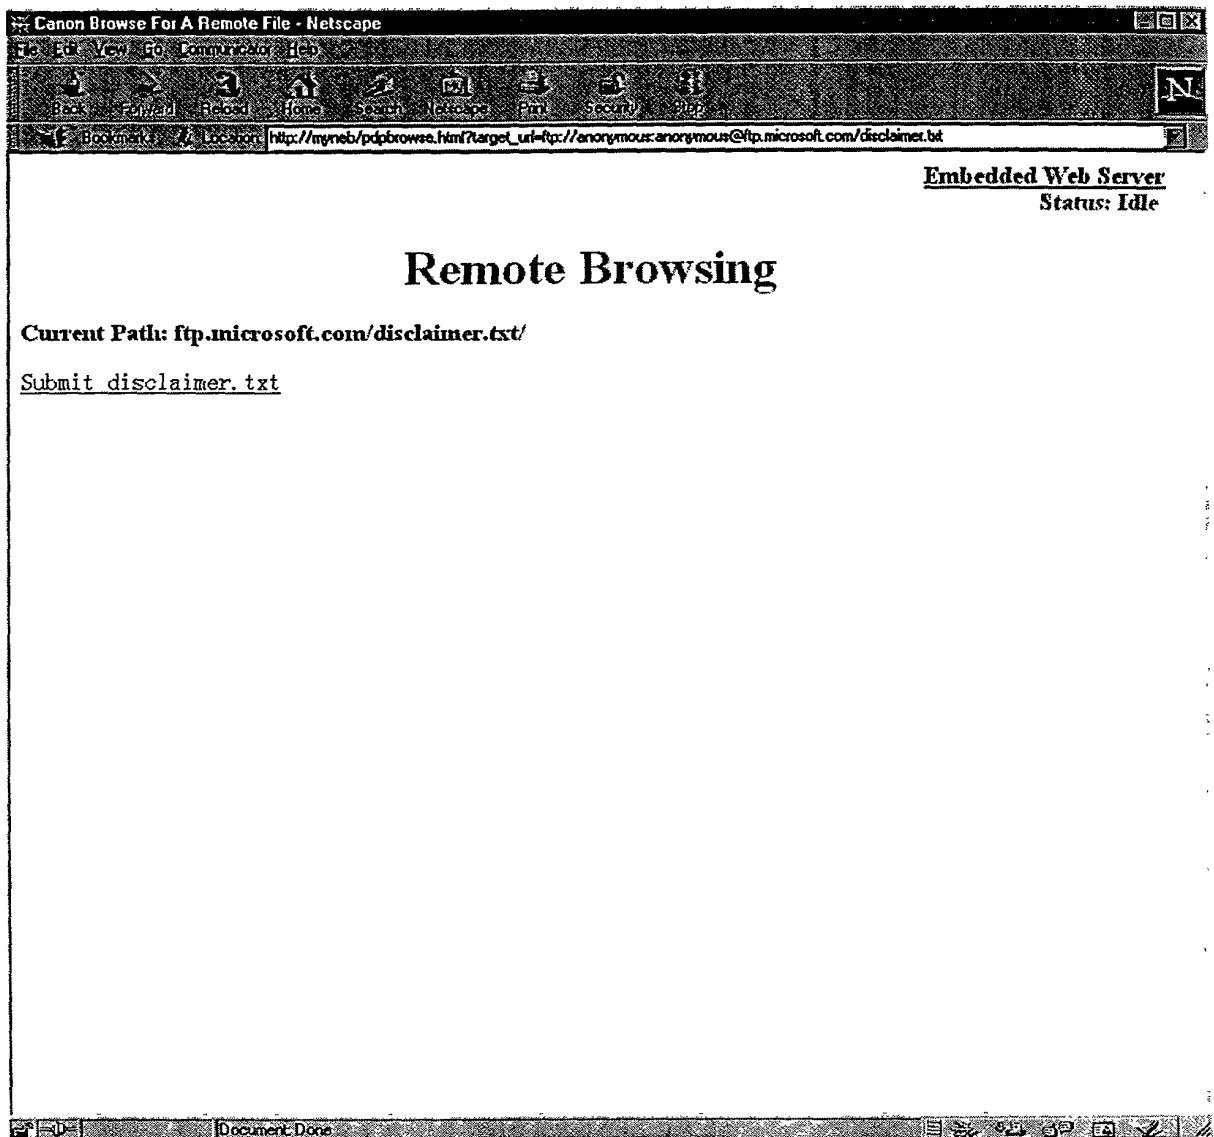 Canon Browse For A Remote File - Netscape
File Edit View Go Communicator Help
Back Forward Reload Home Search Netscape Print Security Stop
N
Bookmarks Location: http://myneb/pdpbrowse.html?target_url=ftp://anonymous:anonymous@ftp.microsoft.com/disclaimer.txt
Embedded Web Server
Status: Idle
Remote Browsing
Current Path: ftp.microsoft.com/disclaimer.txt/
Submit disclaimer.txt
Document: Done